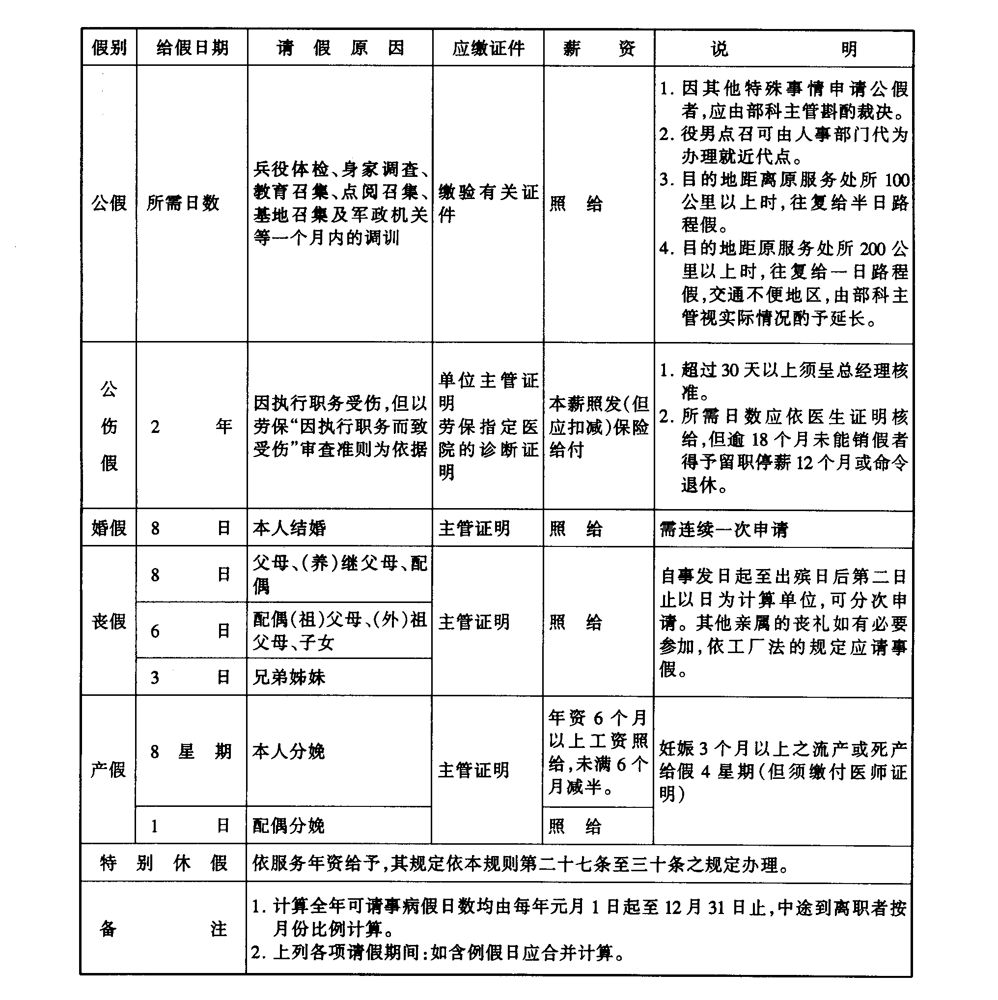 假别 给假日期 请假原因 应缴证件 薪资 说明
公假
所需日数
兵役体检、身家调查、
教育召集、点阅召集、
基地召集及军政机关
等一个月内的调训
缴验有关证
件
照给
1. 因其他特殊事情申请公假
者,应由部科主管斟酌裁决。
2. 役男点召可由人事部门代为
办理就近代点。
3. 目的地距离原服务处所 100
公里以上时,往复给半日路
程假。
4. 目的地距原服务处所 200 公
里以上时,往复给一日路程
假,交通不便地区,由部科主
管视实际情况酌予延长。
公
伤
假
2 年
因执行职务受伤,但以
劳保“因执行职务而致
受伤”审查准则为依据
单位主管证
明
劳保指定医
院的诊断证
明
本薪照发(但
应扣减)保险
给付
1. 超过 30 天以上须呈总经理核
准。
2. 所需日数应依医生证明核
给,但逾 18 个月未能销假者
得予留职停薪 12 个月或命令
退休。
婚假 8 日 本人结婚 主管证明 照给 需连续一次申请
丧假
8 日
父母、(养)继父母、配
偶
6 日
配偶(祖)父母、(外)祖
父母、子女
3 日
兄弟姊妹
主管证明
照给
自事发日起至出殡日后第二日
止以日为计算单位,可分次申
请。其他亲属的丧礼如有必要
参加,依工厂法的规定应请事
假。
产假
8 星期
本人分娩
主管证明
年资 6 个月
以上工资照
给,未满 6 个
月减半。
妊娠 3 个月以上之流产或死产
给假 4 星期(但须缴付医师证
明)
1 日
配偶分娩
照给
特别休假 依服务年资给予,其规定依本规则第二十七条至三十条之规定办理。
备注
1. 计算全年可请事病假日数均由每年元月 1 日起至 12 月 31 日止,中途到离职者按
月份比例计算。
2. 上列各项请假期间:如含例假日应合并计算。